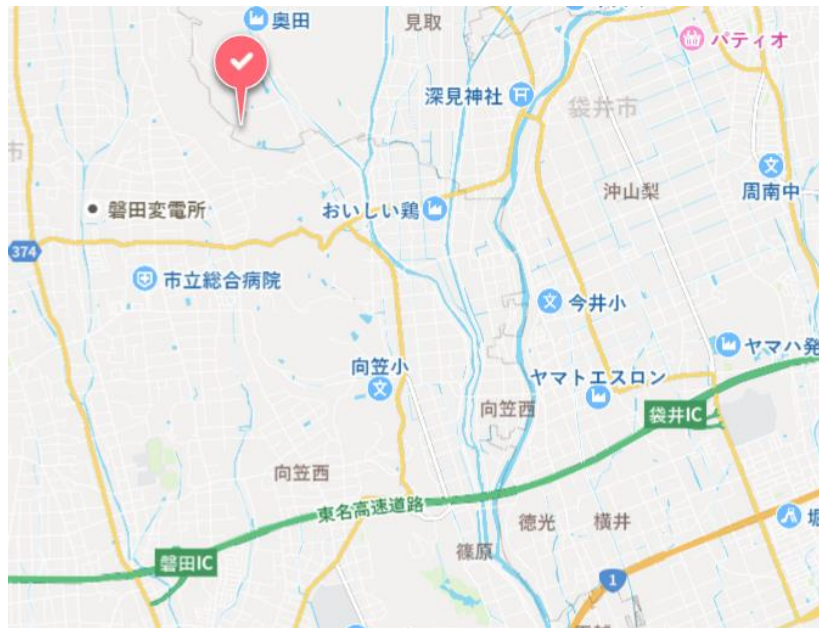 奥田
見取
パティオ
深見神社
袋井市
市
沖山梨
周南中
磐田変電所
おいしい鶏
374
市立総合病院
今井小
ヤマハ発
向笠小
ヤマトエスロン
向笠西
袋井IC
向笠西
東名高速道路
徳光
横井
堀
篠原
磐田IC
1